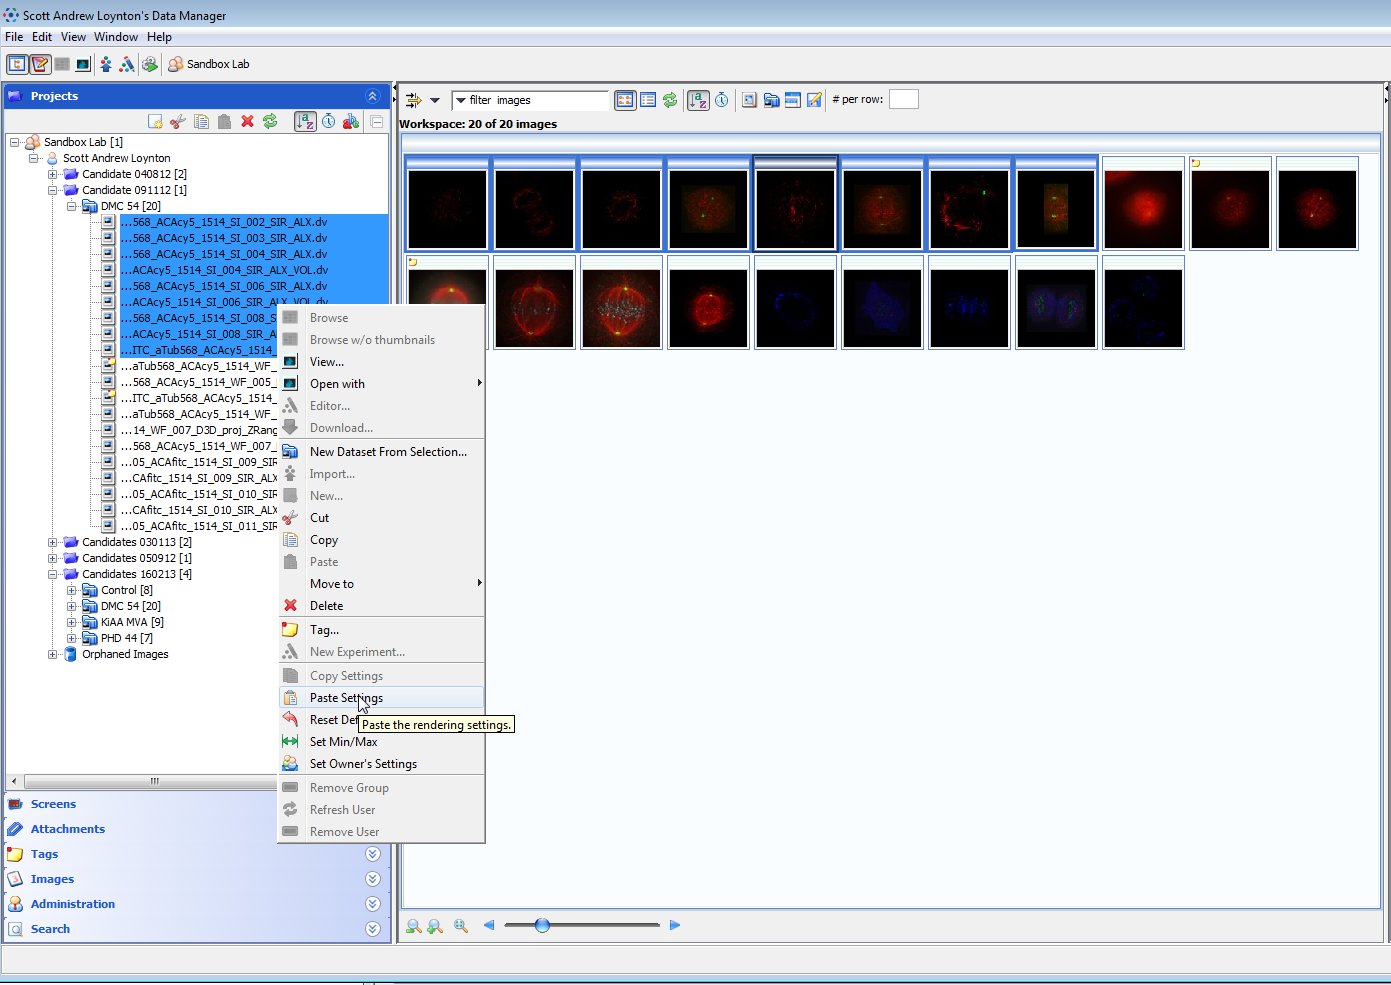 Scott Andrew Loynton's Data Manager
File Edit View Window Help
Sandbox Lab
Projects
Sandbox Lab [1]
Scott Andrew Loynton
Candidate 040812 [2]
Candidate 091112 [1]
DMC 54 [20]
...568_ACAcy5_1514_SI_002_SIR_ALX.dv
...568_ACAcy5_1514_SI_003_SIR_ALX.dv
...568_ACAcy5_1514_SI_004_SIR_ALX.dv
...ACAcy5_1514_SI_004_SIR_ALX_VOL.dv
...568_ACAcy5_1514_SI_006_SIR_ALX.dv
...ACAcy5_1514_SI_006_SIR_ALX_VOL.dv
...568_ACAcy5_1514_SI_008_S
...ACAcy5_1514_SI_008_SIR_A
...ITC_aTub568_ACAcy5_1514_
...aTub568_ACAcy5_1514_WF_
...568_ACAcy5_1514_WF_005_
...ITC_aTub568_ACAcy5_1514_
...aTub568_ACAcy5_1514_WF_
...14_WF_007_D3D_proj_ZRang
...568_ACAcy5_1514_WF_007_
...05_ACAfitc_1514_SI_009_SIR
...CAfitc_1514_SI_009_SIR_ALX
...05_ACAfitc_1514_SI_010_SIR
...CAfitc_1514_SI_010_SIR_ALX
...05_ACAfitc_1514_SI_011_SIR
Candidates 030113 [2]
Candidates 050912 [1]
Candidates 160213 [4]
Control [8]
DMC 54 [20]
KiAA MVA [9]
PHD 44 [7]
Orphaned Images
Screens
Attachments
Tags
Images
Administration
Search
filter images
# per row:
Workspace: 20 of 20 images
Browse
Browse w/o thumbnails
View...
Open with
Editor...
Download...
New Dataset From Selection...
Import...
New...
Cut
Copy
Paste
Move to
Delete
Tag...
New Experiment...
Copy Settings
Paste Settings
Reset Def
Paste the rendering settings.
Set Min/Max
Set Owner's Settings
Remove Group
Refresh User
Remove User